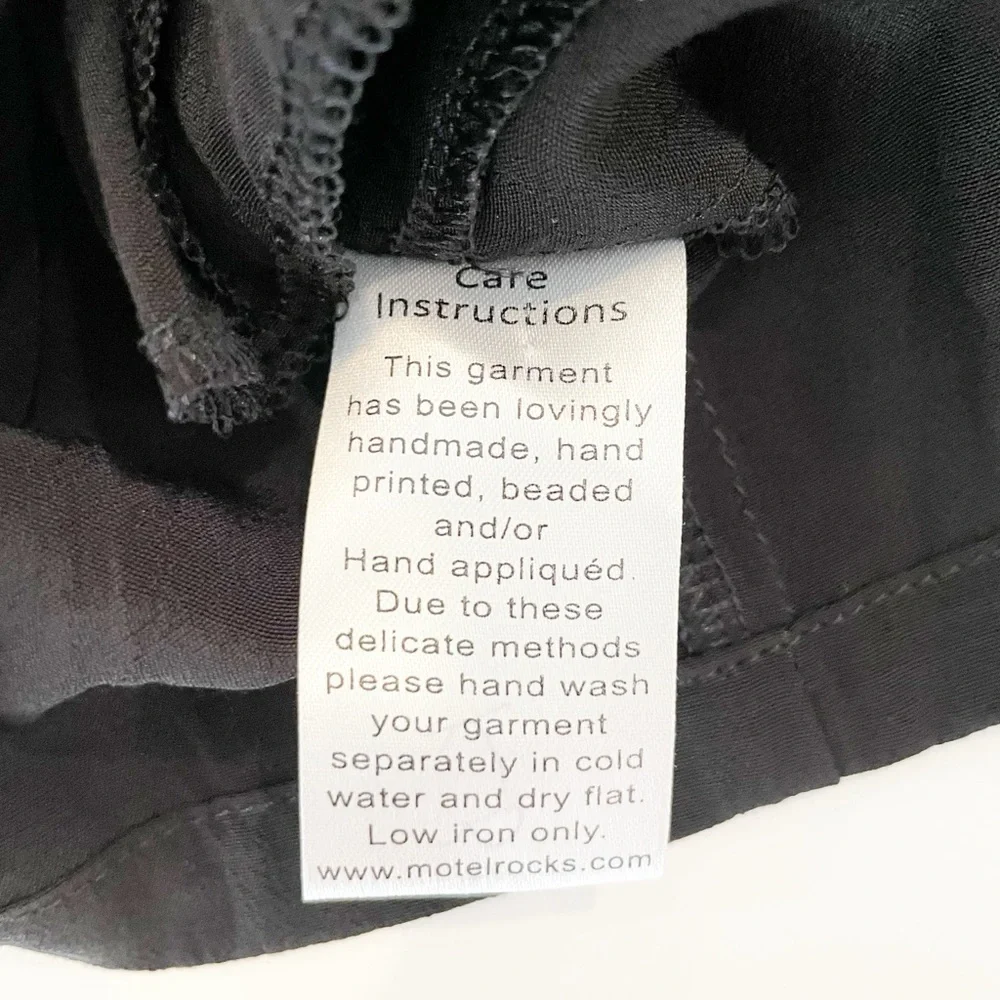 Care
Instructions
This garment
has been lovingly
handmade, hand
printed, beaded
and/or
Hand appliquéd.
Due to these
delicate methods
please hand wash
your garment
separately in cold
water and dry flat.
Low iron only.
www.motelrocks.com